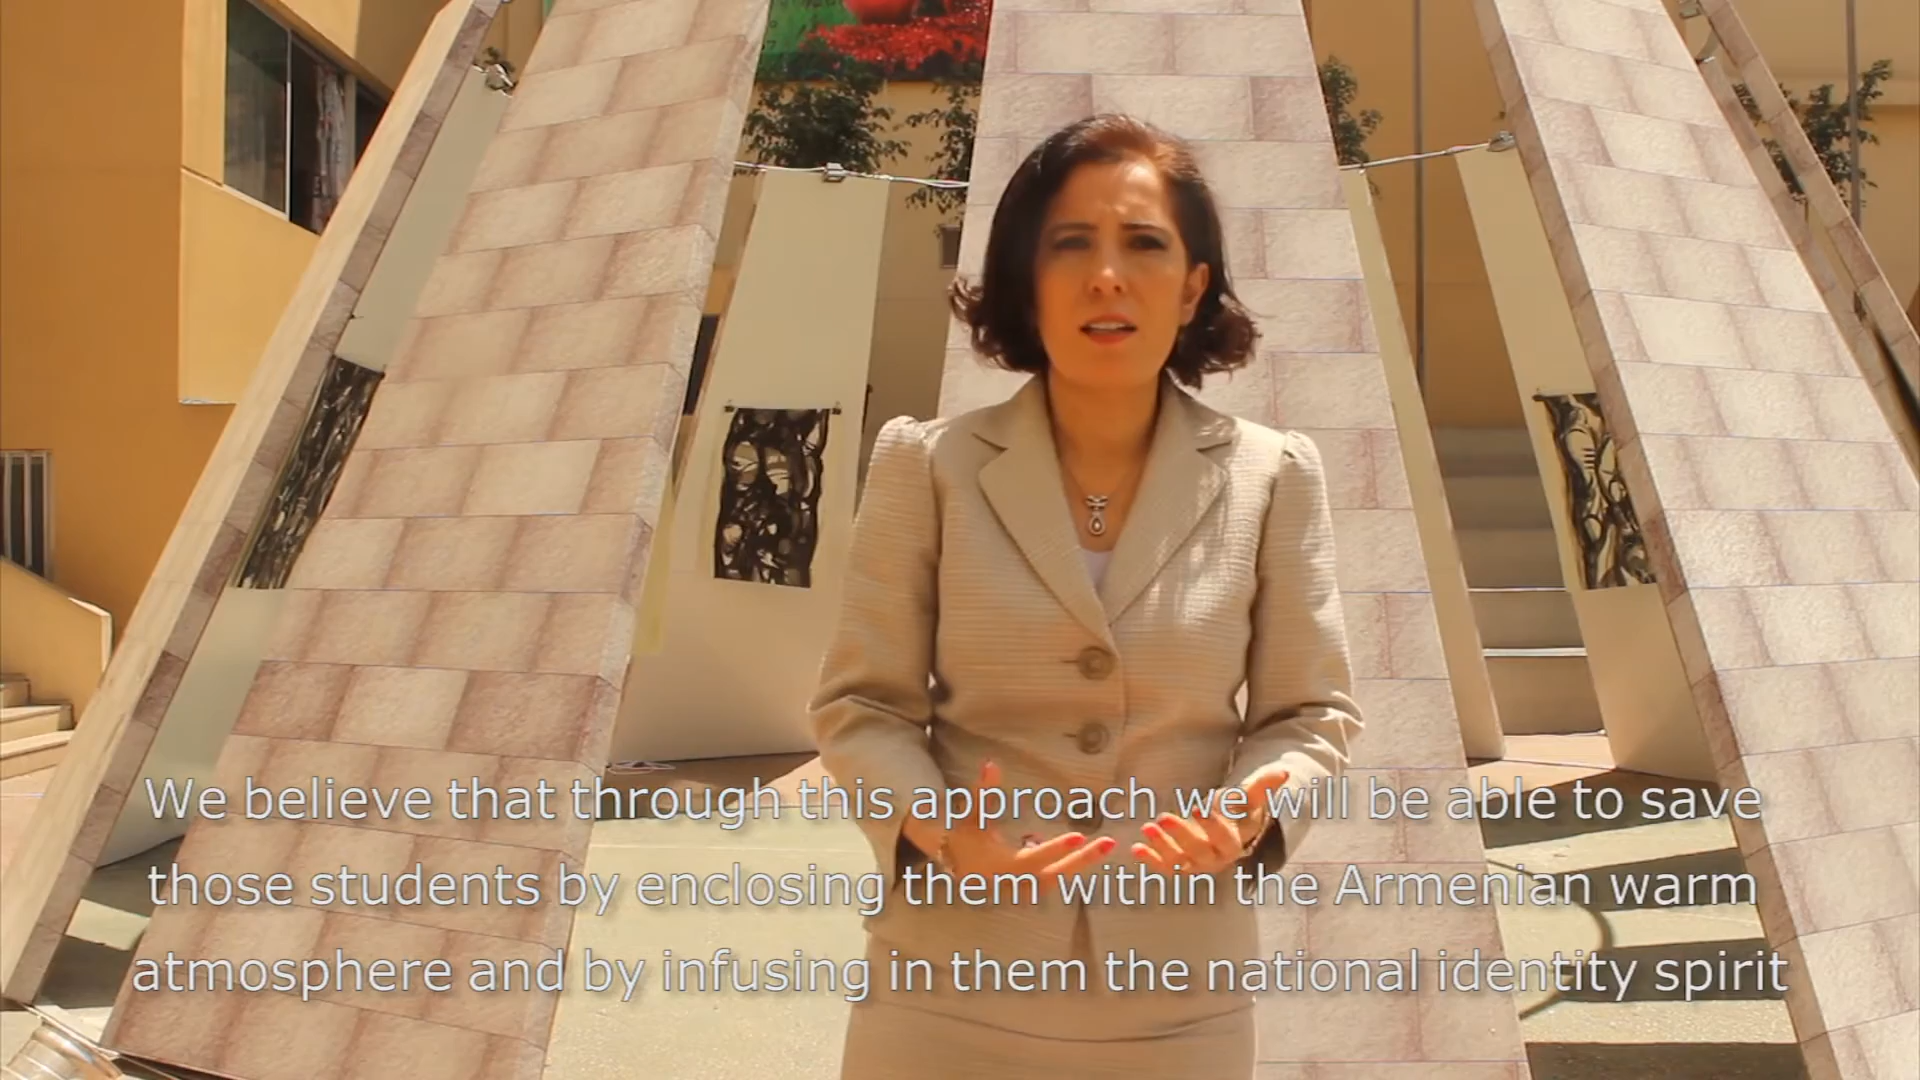 We believe that through this approach we will be able to save
those students by enclosing them within the Armenian warm
atmosphere and by infusing in them the national identity spirit